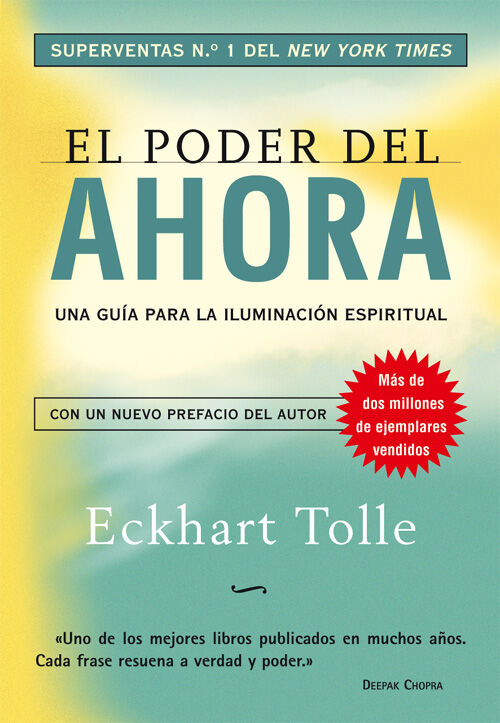 SUPERVENTAS N.º 1 DEL NEW YORK TIMES
EL PODER DEL
AHORA
UNA GUÍA PARA LA ILUMINACIÓN ESPIRITUAL
CON UN NUEVO PREFACIO DEL AUTOR
Más de
dos millones
de ejemplares
vendidos
Eckhart Tolle
«Uno de los mejores libros publicados en muchos años.
Cada frase resuena a verdad y poder.»
DEEPAK CHOPRA